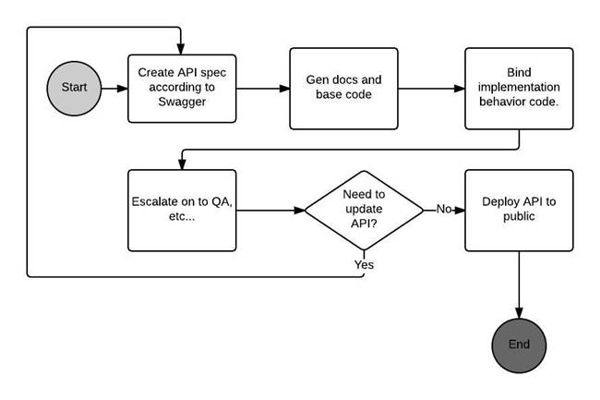 Start
Create API spec
according to
Swagger
Gen docs and
base code
Bind
implementation
behavior code.
Escalate on to QA,
etc...
Need to
update
API?
No
Deploy API to
public
Yes
End